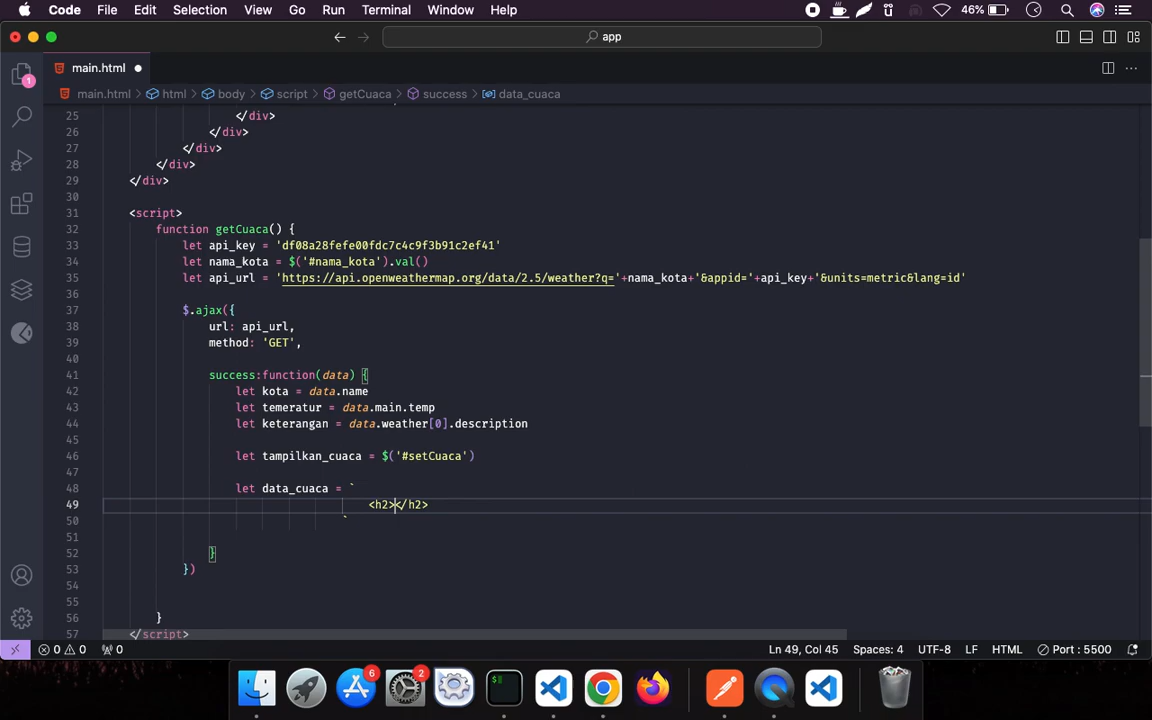 Code File Edit Selection View Go Run Terminal Window Help 46%
app
main.html
main.html html body script getCuaca success data_cuaca
1
25 </div>
26 </div>
27 </div>
28 </div>
29 </div>
30
31 <script>
32 function getCuaca() {
33 let api_key = 'df08a28fefe00fdc7c4c9f3b91c2ef41'
34 let nama_kota = $('#nama_kota').val()
35 let api_url = 'https://api.openweathermap.org/data/2.5/weather?q='+nama_kota+'&appid='+api_key+'&units=metric&lang=id'
36
37 $.ajax({
38 url: api_url,
39 method: 'GET',
40
41 success:function(data) {
42 let kota = data.name
43 let temeratur = data.main.temp
44 let keterangan = data.weather[0].description
45
46 let tampilkan_cuaca = $('#setCuaca')
47
48 let data_cuaca = `
49 <h2></h2>
50 `
51
52 }
53 })
54
55
56 }
57 </script>
0 0 0 Ln 49, Col 45 Spaces: 4 UTF-8 LF HTML Port : 5500
6 2